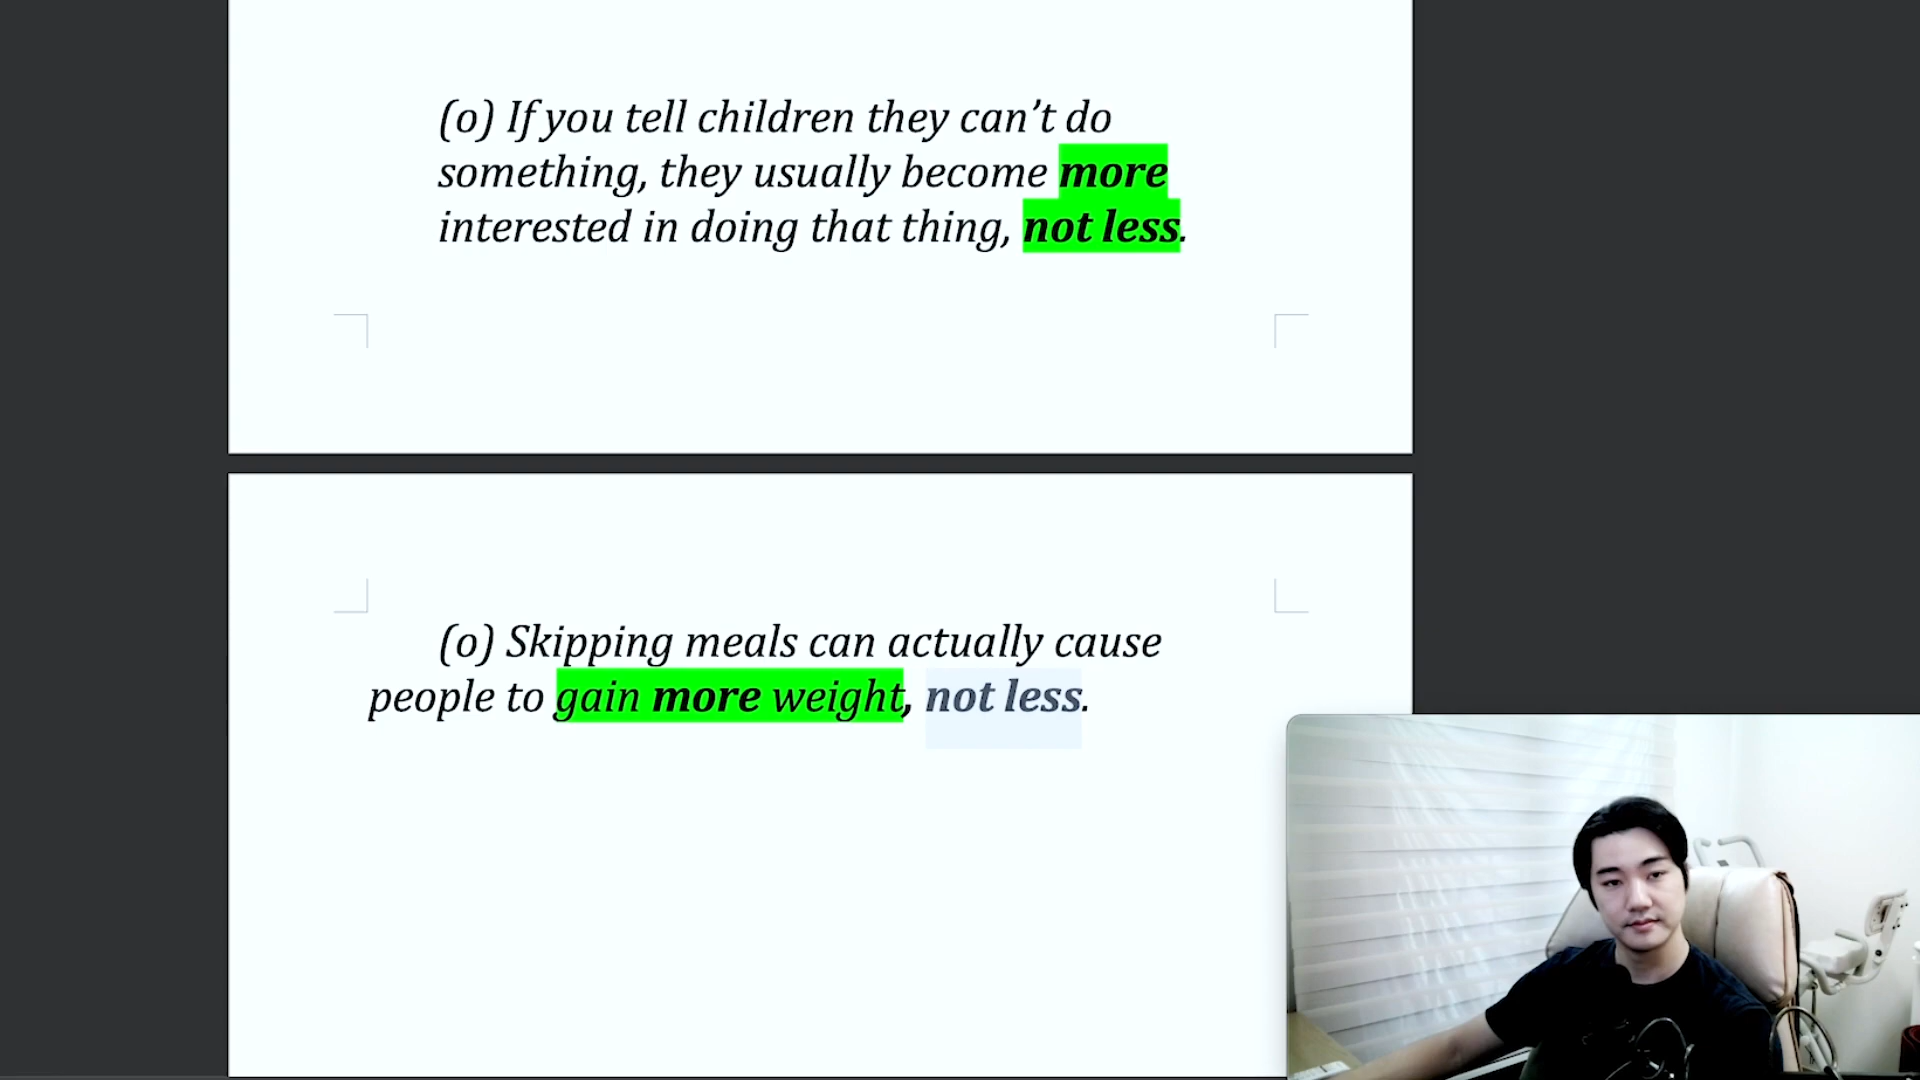 (o) If you tell children they can’t do
something, they usually become more
interested in doing that thing, not less.
(o) Skipping meals can actually cause
people to gain more weight, not less.